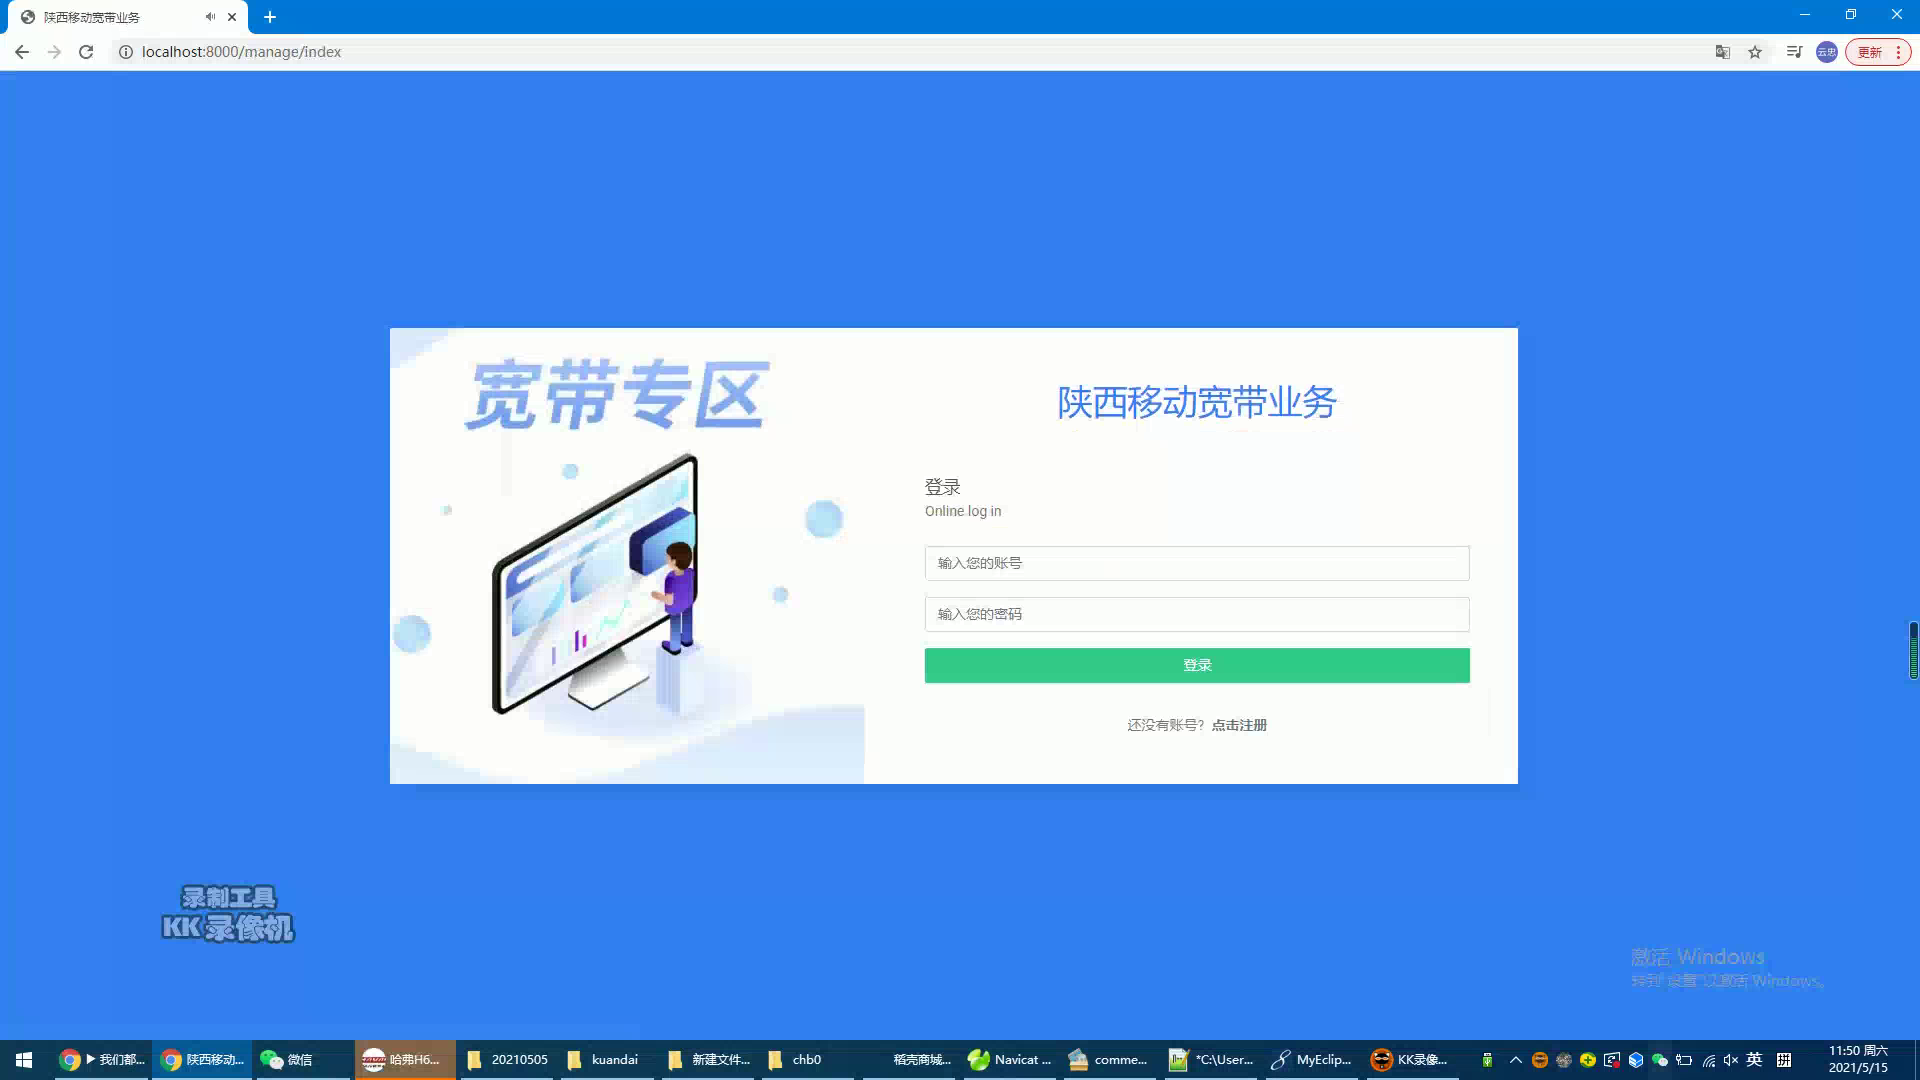 陕西移动宽带业务
localhost:8000/manage/index
云忠
更新
宽带专区
陕西移动宽带业务
登录
Online log in
输入您的账号
输入您的密码
登录
还没有账号? 点击注册
录制工具
KK 录像机
激活 Windows
转到"设置"以激活 Windows。
我们都...
陕西移动...
微信
哈弗H6...
20210505
kuandai
新建文件...
chb0
稻壳商城...
Navicat ...
comme...
*C:\User...
MyEclip...
KK录像...
英
拼
11:50 周六
2021/5/15